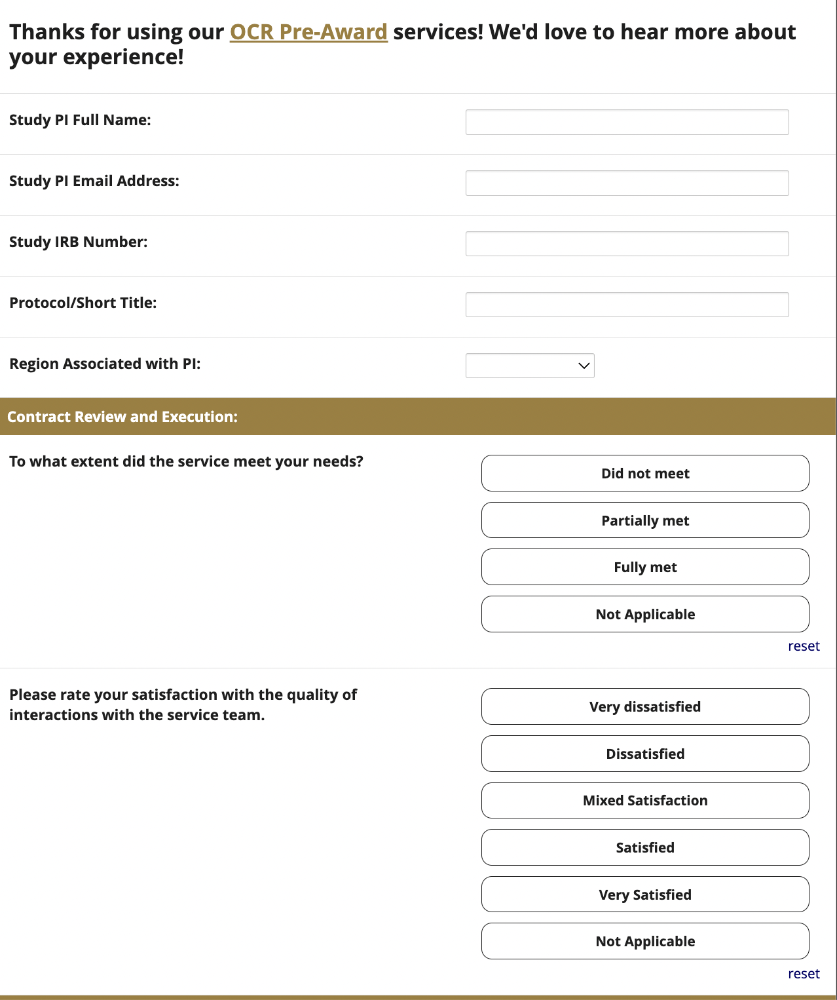 Thanks for using our OCR Pre-Award services! We'd love to hear more about
your experience!
Study PI Full Name:
Study PI Email Address:
Study IRB Number:
Protocol/Short Title:
Region Associated with PI:
Contract Review and Execution:
To what extent did the service meet your needs?
Did not meet
Partially met
Fully met
Not Applicable
reset
Please rate your satisfaction with the quality of
interactions with the service team.
Very dissatisfied
Dissatisfied
Mixed Satisfaction
Satisfied
Very Satisfied
Not Applicable
reset